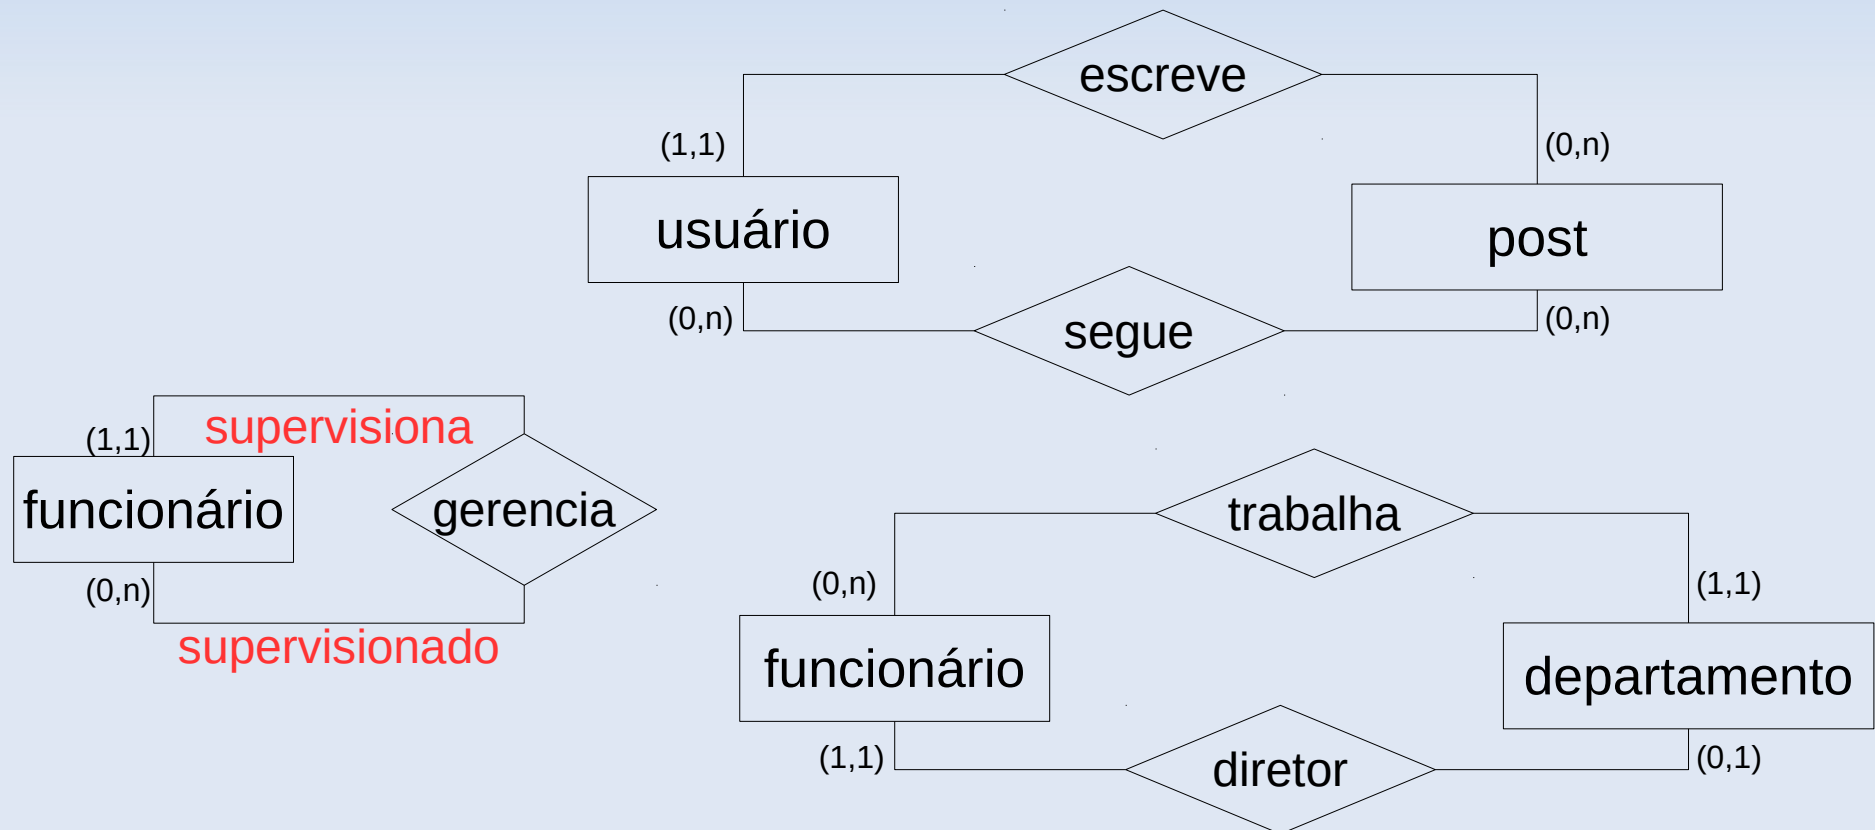 escreve
(1,1)
(0,n)
usuário
post
(0,n)
segue
(0,n)
supervisiona
(1,1)
funcionário
gerencia
(0,n)
supervisionado
trabalha
(0,n)
(1,1)
funcionário
departamento
(1,1)
diretor
(0,1)